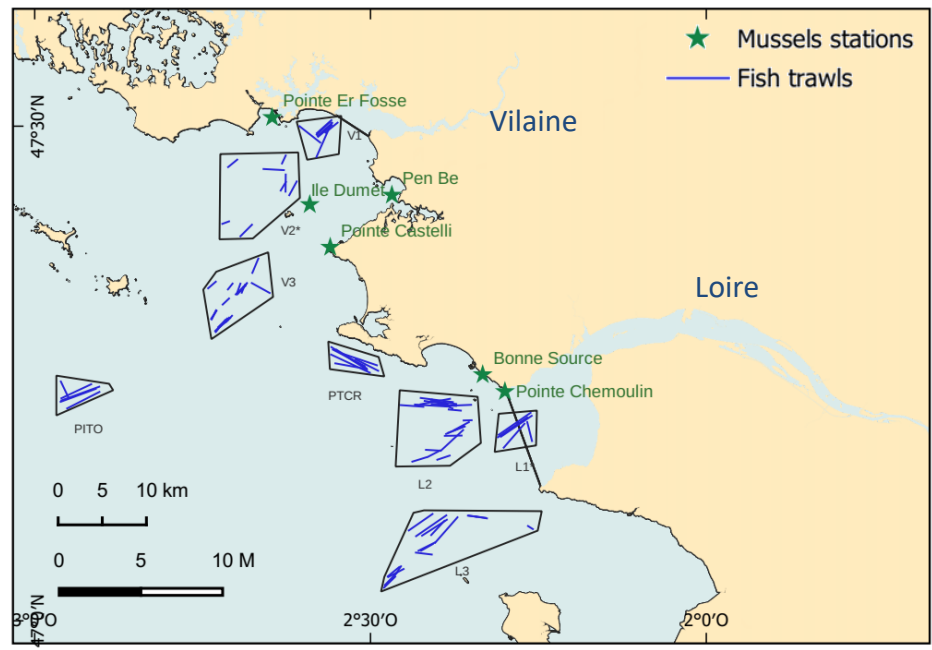 Mussels stations
Fish trawls
47°30′N
Pointe Er Fosse
V1
Vilaine
Ile Dumet
Pen Be
V2*
Pointe Castelli
V3
Loire
Bonne Source
Pointe Chemoulin
PTCR
PITO
L1*
L2
L3
0 5 10 km
0 5 10 M
47°0′N
3°0′O
2°30′O
2°0′O